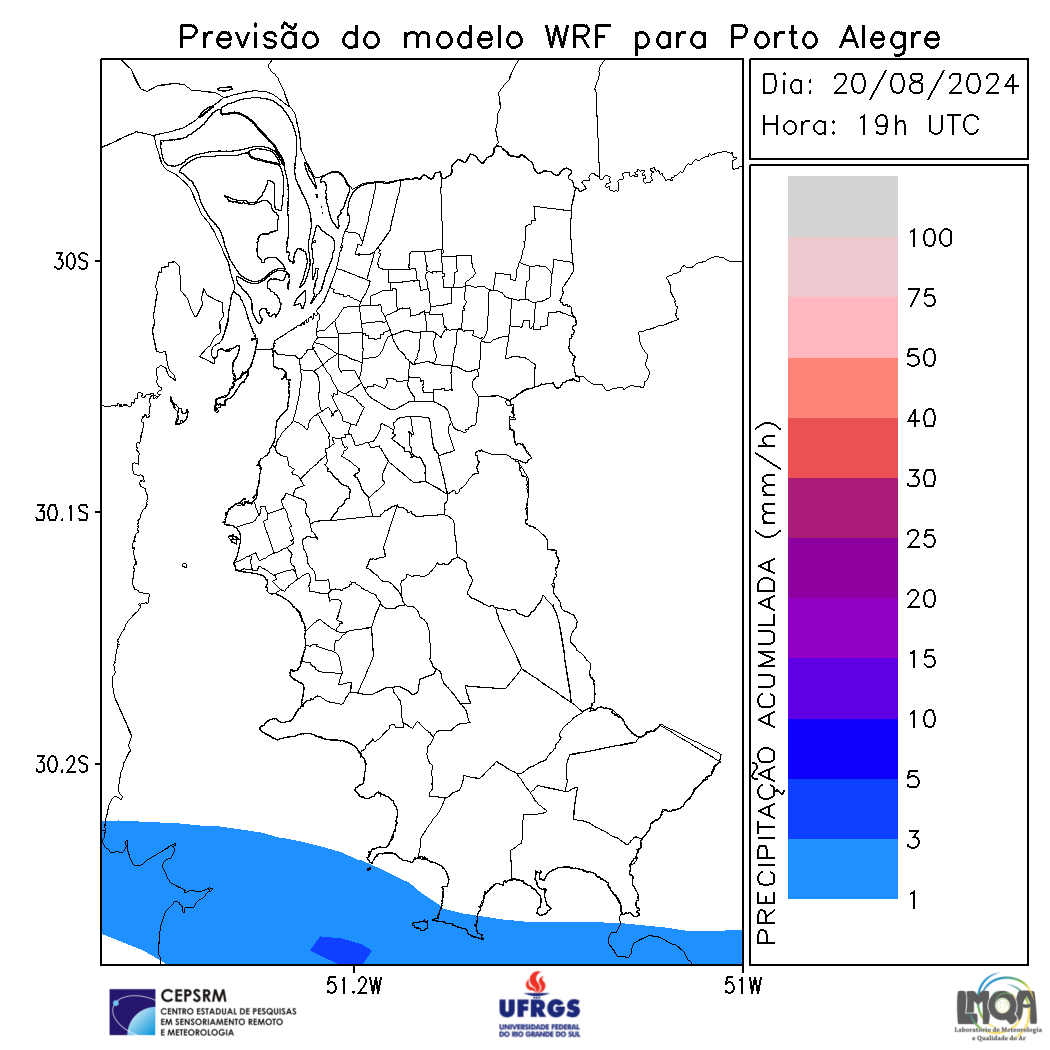 Previsão do modelo WRF para Porto Alegre
Dia: 20/08/2024
Hora: 19h UTC
30S
30.1S
30.2S
51.2W
51W
PRECIPITAÇÃO ACUMULADA (mm/h)
100
75
50
40
30
25
20
15
10
5
3
1
CEPSRM
CENTRO ESTADUAL DE PESQUISAS
EM SENSORIAMENTO REMOTO
E METEOROLOGIA
UFRGS
UNIVERSIDADE FEDERAL
DO RIO GRANDE DO SUL
LMQA
Laboratório de Meteorologia
e Qualidade do Ar